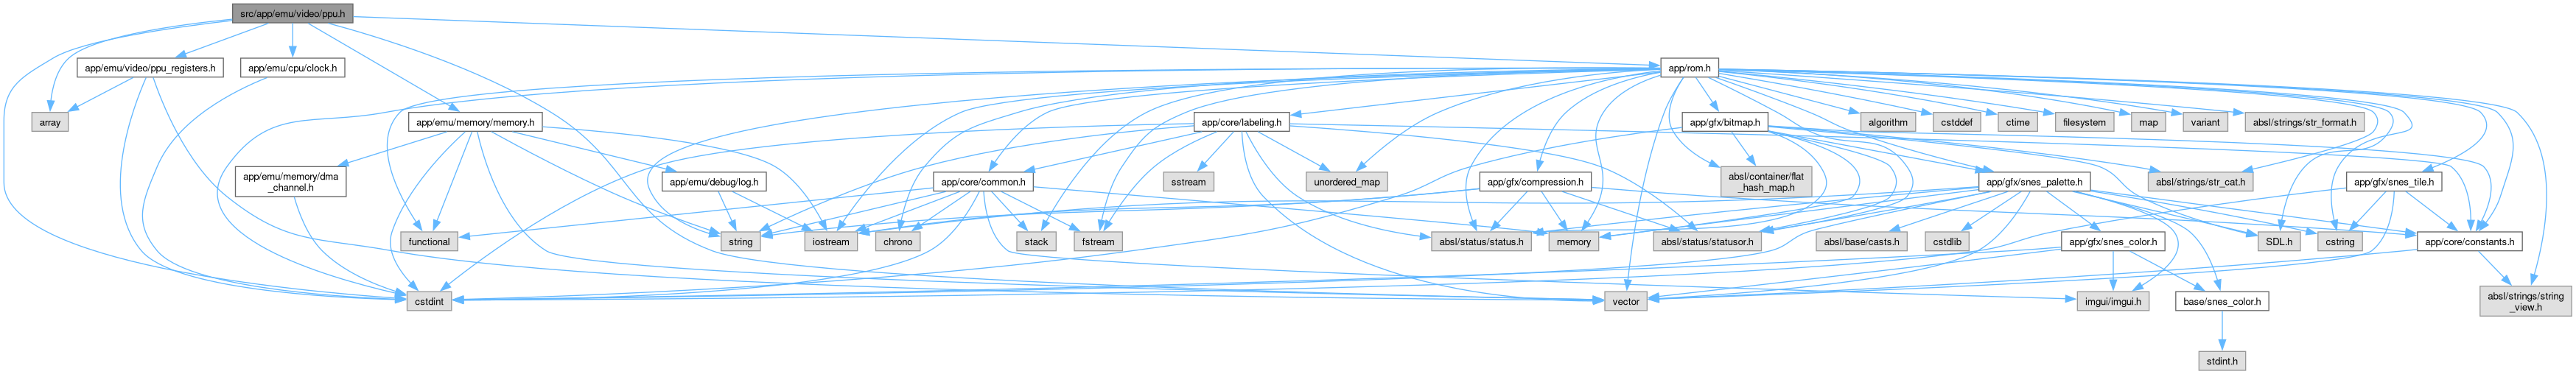 src/app/emu/video/ppu.h
app/emu/video/ppu_registers.h
app/emu/cpu/clock.h
app/rom.h
array
app/emu/memory/memory.h
app/core/labeling.h
app/gfx/bitmap.h
algorithm
cstddef
ctime
filesystem
map
variant
absl/strings/str_format.h
app/emu/memory/dma
_channel.h
app/emu/debug/log.h
app/core/common.h
sstream
unordered_map
app/gfx/compression.h
absl/container/flat
_hash_map.h
app/gfx/snes_palette.h
absl/strings/str_cat.h
app/gfx/snes_tile.h
functional
string
iostream
chrono
stack
fstream
absl/status/status.h
memory
absl/status/statusor.h
absl/base/casts.h
cstdlib
app/gfx/snes_color.h
SDL.h
cstring
app/core/constants.h
cstdint
vector
imgui/imgui.h
base/snes_color.h
absl/strings/string
_view.h
stdint.h